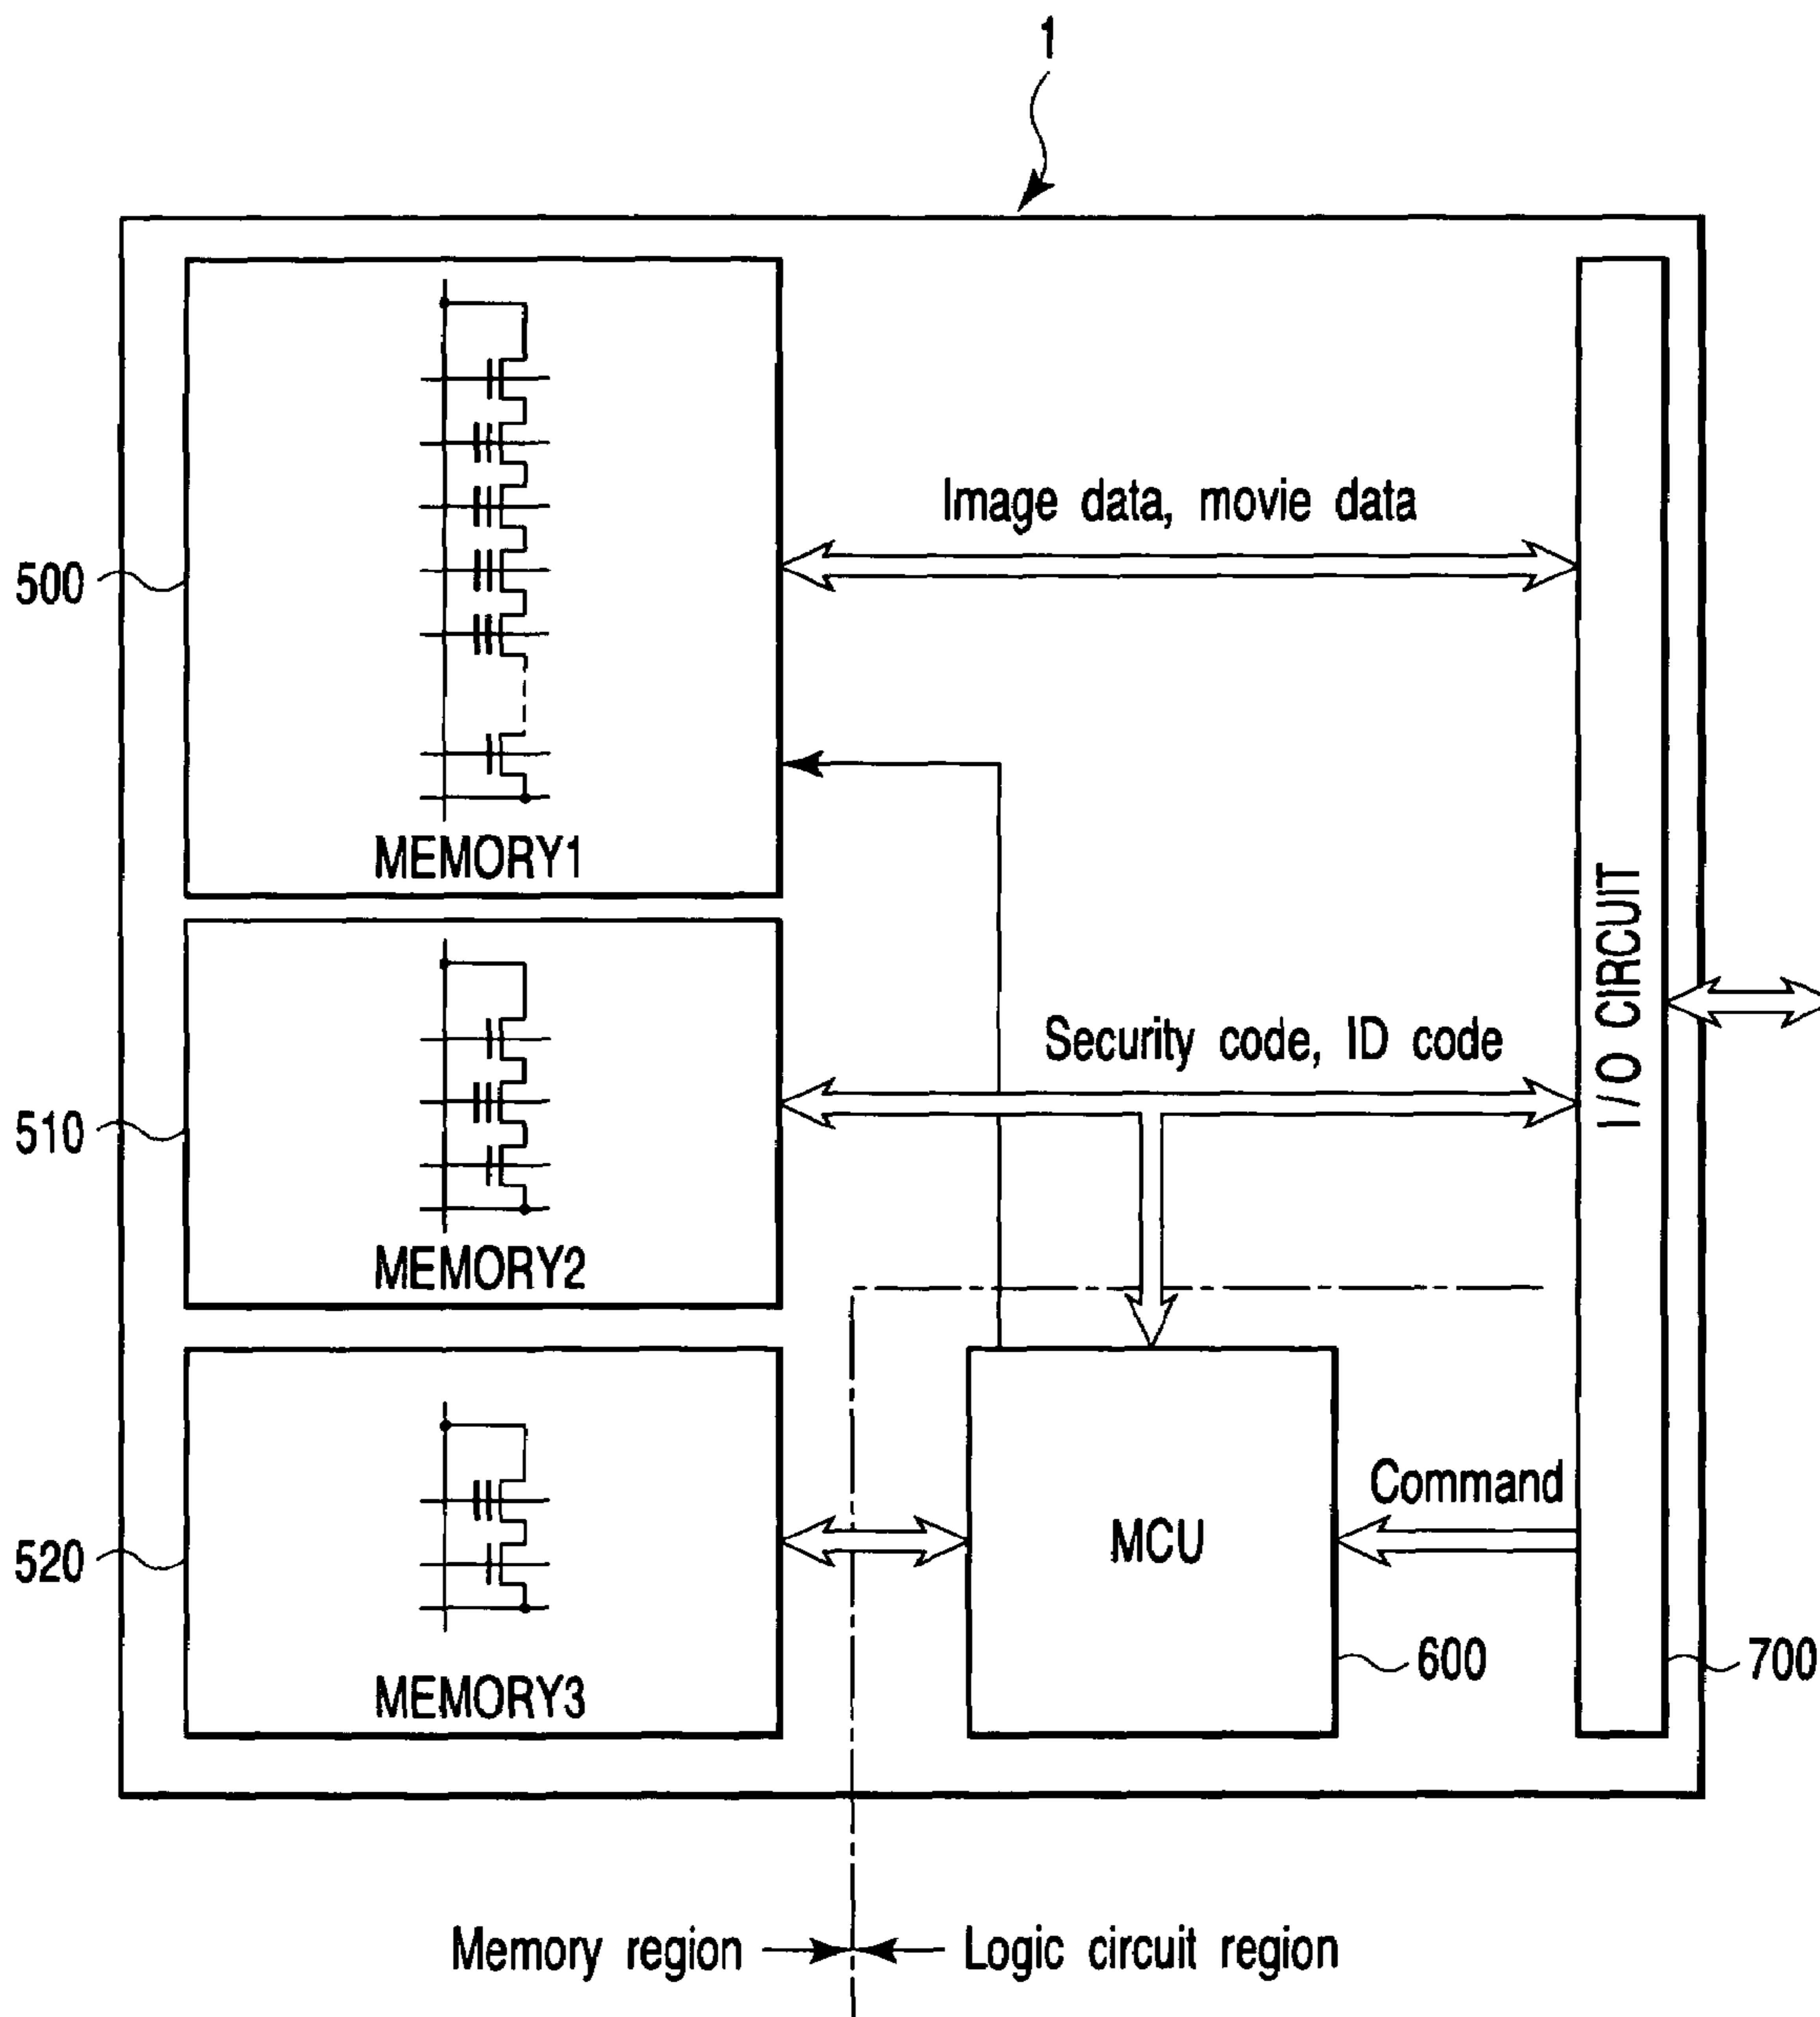 1
500
MEMORY1
Image data, movie data
510
MEMORY2
Security code, ID code
I/O CIRCUIT
520
MEMORY3
MCU
Command
600
700
Memory region
Logic circuit region